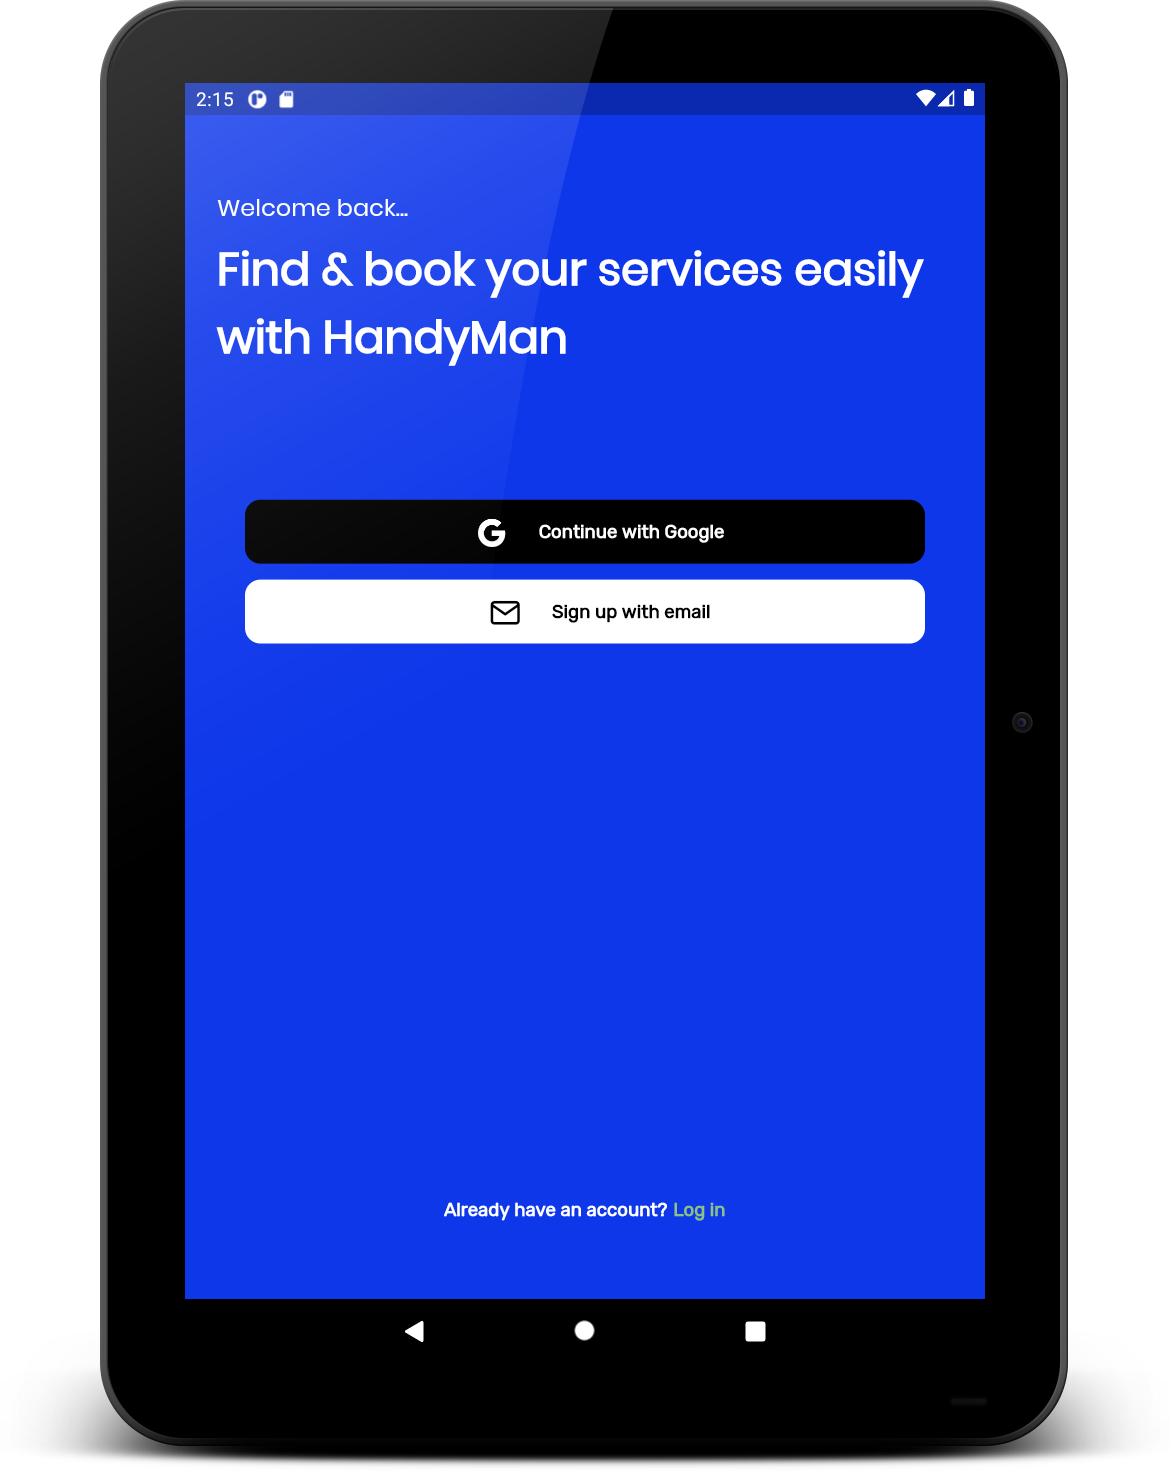 2:15
Welcome back...
Find & book your services easily
with HandyMan
Continue with Google
Sign up with email
Already have an account? Log in